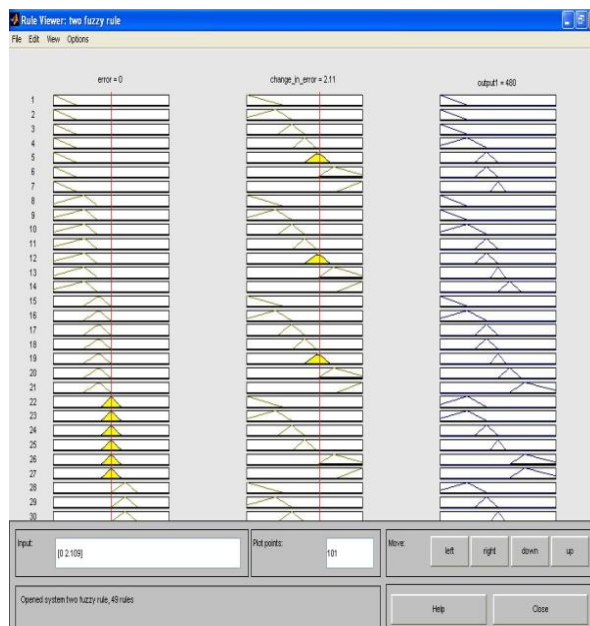 Rule Viewer: two fuzzy rule
File Edit View Options
error = 0
change_in_error = 2.11
output1 = 480
1
2
3
4
5
6
7
8
9
10
11
12
13
14
15
16
17
18
19
20
21
22
23
24
25
26
27
28
29
30
Input:
[0 2.109]
Plot points:
101
Move:
left
right
down
up
Opened system two fuzzy rule, 49 rules
Help
Close